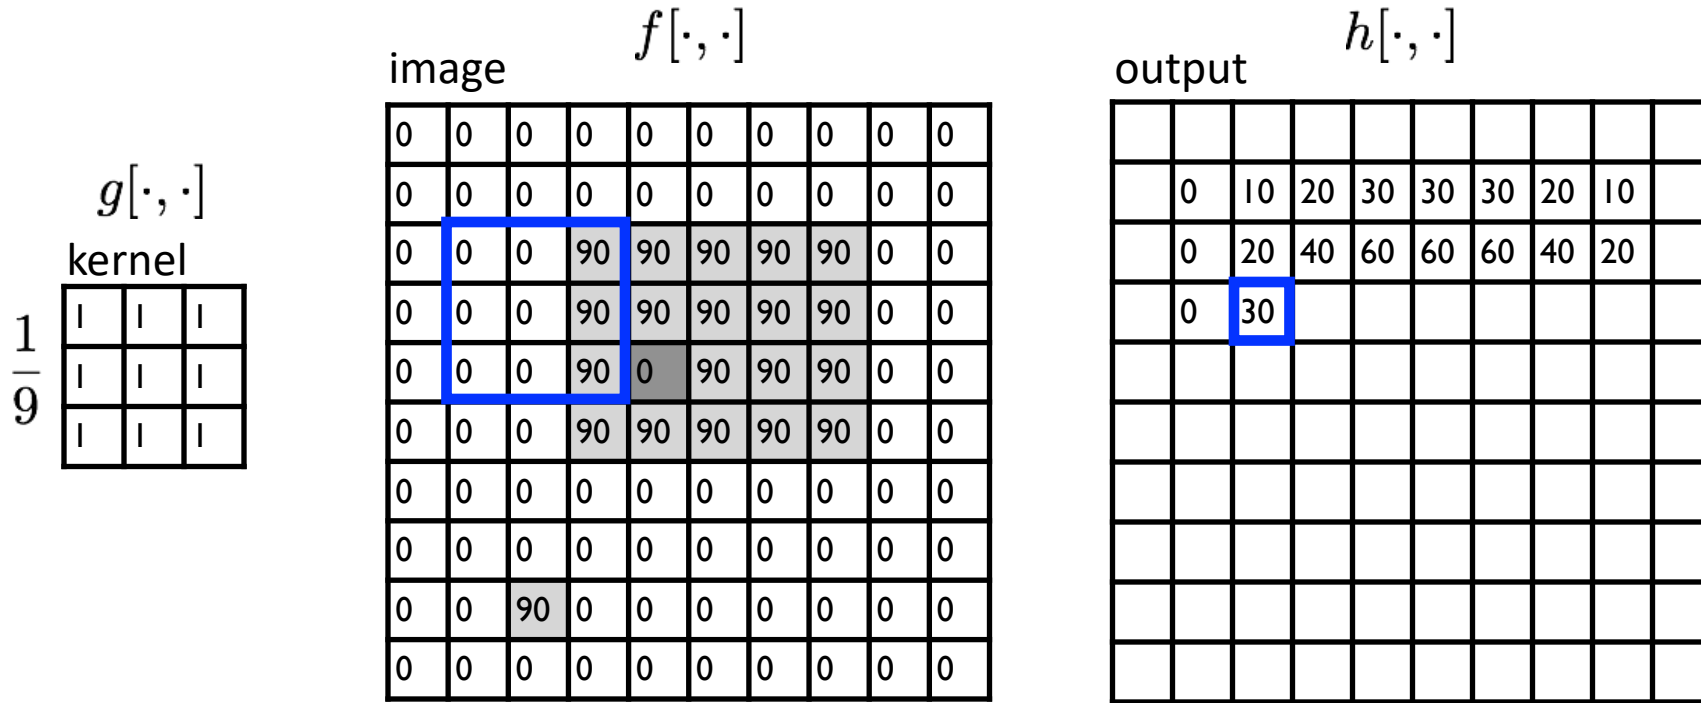 f[·, ·]
h[·, ·]
image
output
g[·, ·]
kernel
1/9
1 1 1
1 1 1
1 1 1
0 0 0 0 0 0 0 0 0 0
0 0 0 0 0 0 0 0 0 0
0 0 0 90 90 90 90 90 0 0
0 0 0 90 90 90 90 90 0 0
0 0 0 90 0 90 90 90 0 0
0 0 0 90 90 90 90 90 0 0
0 0 0 0 0 0 0 0 0 0
0 0 0 0 0 0 0 0 0 0
0 0 90 0 0 0 0 0 0 0
0 0 0 0 0 0 0 0 0 0
0 10 20 30 30 30 20 10
0 20 40 60 60 60 40 20
0 30